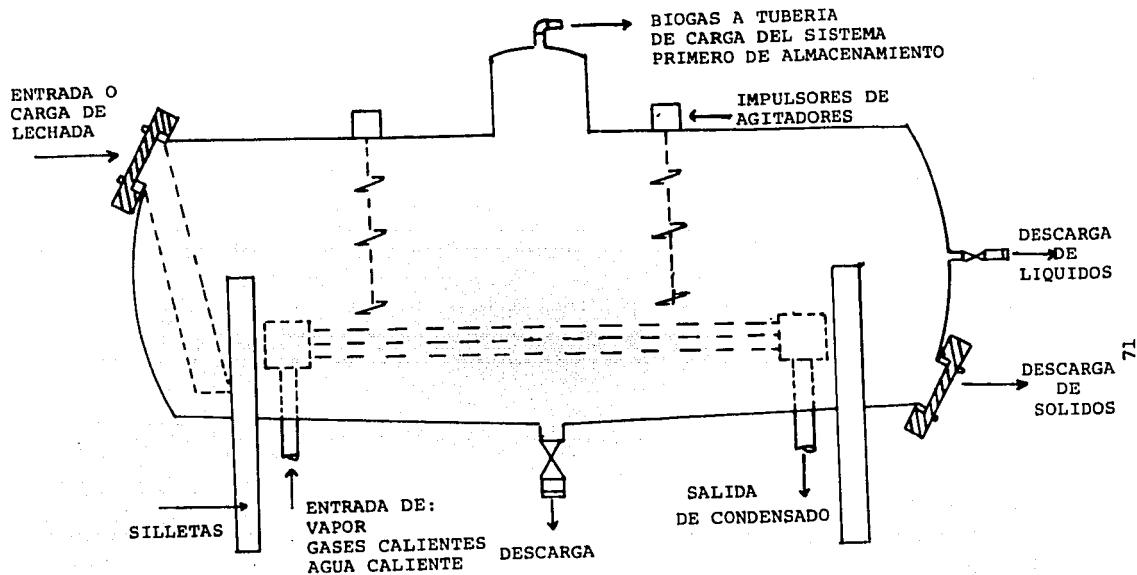 BIOGAS A TUBERIA
DE CARGA DEL SISTEMA
PRIMERO DE ALMACENAMIENTO
ENTRADA O
CARGA DE
LECHADA
IMPULSORES DE
AGITADORES
DESCARGA
DE
LIQUIDOS
71
DESCARGA
DE
SOLIDOS
SILLETAS
ENTRADA DE:
VAPOR
GASES CALIENTES
AGUA CALIENTE
DESCARGA
SALIDA
DE CONDENSADO